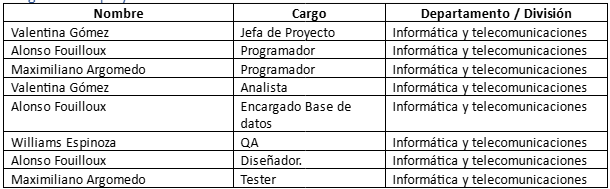 Nombre Cargo Departamento / División
Valentina Gómez Jefa de Proyecto Informática y telecomunicaciones
Alonso Fouilloux Programador Informática y telecomunicaciones
Maximiliano Argomedo Programador Informática y telecomunicaciones
Valentina Gómez Analista Informática y telecomunicaciones
Alonso Fouilloux Encargado Base de Informática y telecomunicaciones
datos
Williams Espinoza QA Informática y telecomunicaciones
Alonso Fouilloux Diseñador. Informática y telecomunicaciones
Maximiliano Argomedo Tester Informática y telecomunicaciones